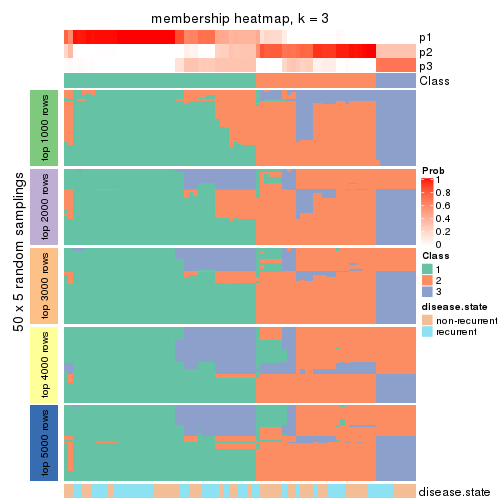 membership heatmap, k = 3
p1
p2
p3
Class
50 x 5 random samplings
top 1000 rows
top 2000 rows
top 3000 rows
top 4000 rows
top 5000 rows
disease.state
Prob
1
0.8
0.6
0.4
0.2
0
Class
1
2
3
disease.state
non-recurrent
recurrent